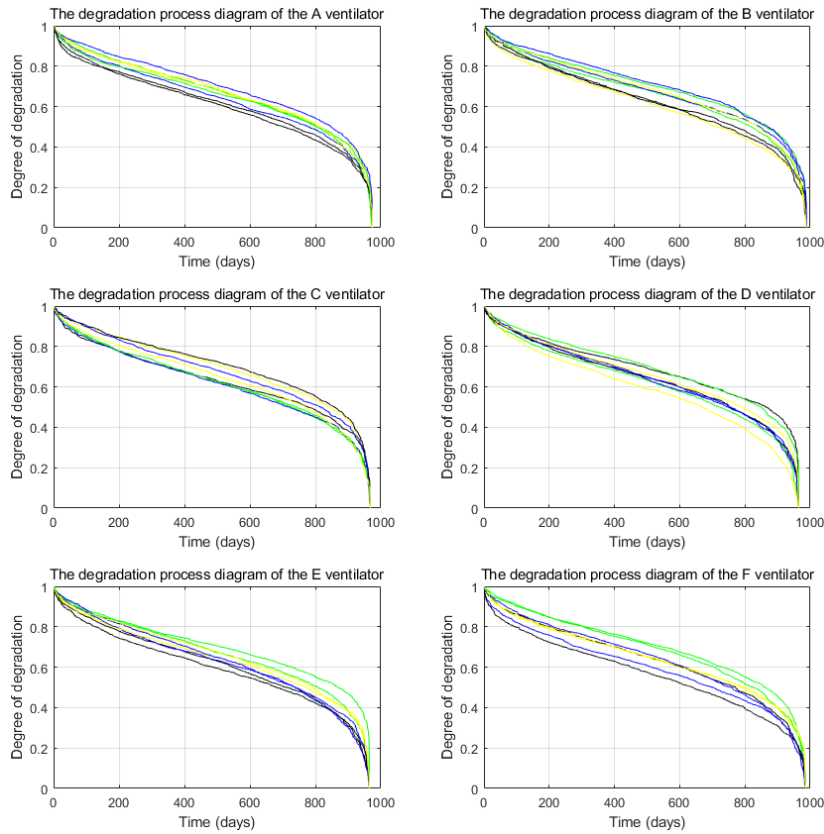 The degradation process diagram of the A ventilator
1
0.8
0.6
0.4
0.2
0
Degree of degradation
0 200 400 600 800 1000
Time (days)
The degradation process diagram of the B ventilator
1
0.8
0.6
0.4
0.2
0
Degree of degradation
0 200 400 600 800 1000
Time (days)
The degradation process diagram of the C ventilator
1
0.8
0.6
0.4
0.2
0
Degree of degradation
0 200 400 600 800 1000
Time (days)
The degradation process diagram of the D ventilator
1
0.8
0.6
0.4
0.2
0
Degree of degradation
0 200 400 600 800 1000
Time (days)
The degradation process diagram of the E ventilator
1
0.8
0.6
0.4
0.2
0
Degree of degradation
0 200 400 600 800 1000
Time (days)
The degradation process diagram of the F ventilator
1
0.8
0.6
0.4
0.2
0
Degree of degradation
0 200 400 600 800 1000
Time (days)